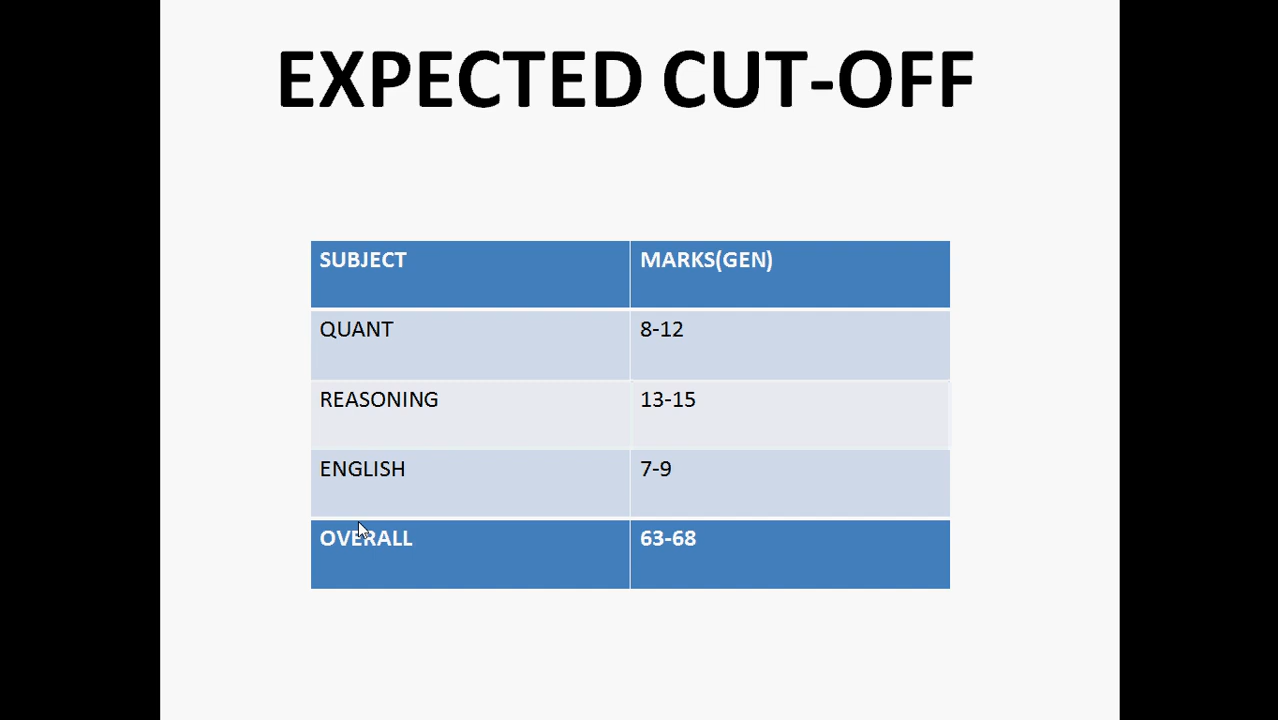 EXPECTED CUT-OFF
SUBJECT MARKS(GEN)
QUANT 8-12
REASONING 13-15
ENGLISH 7-9
OVERALL 63-68